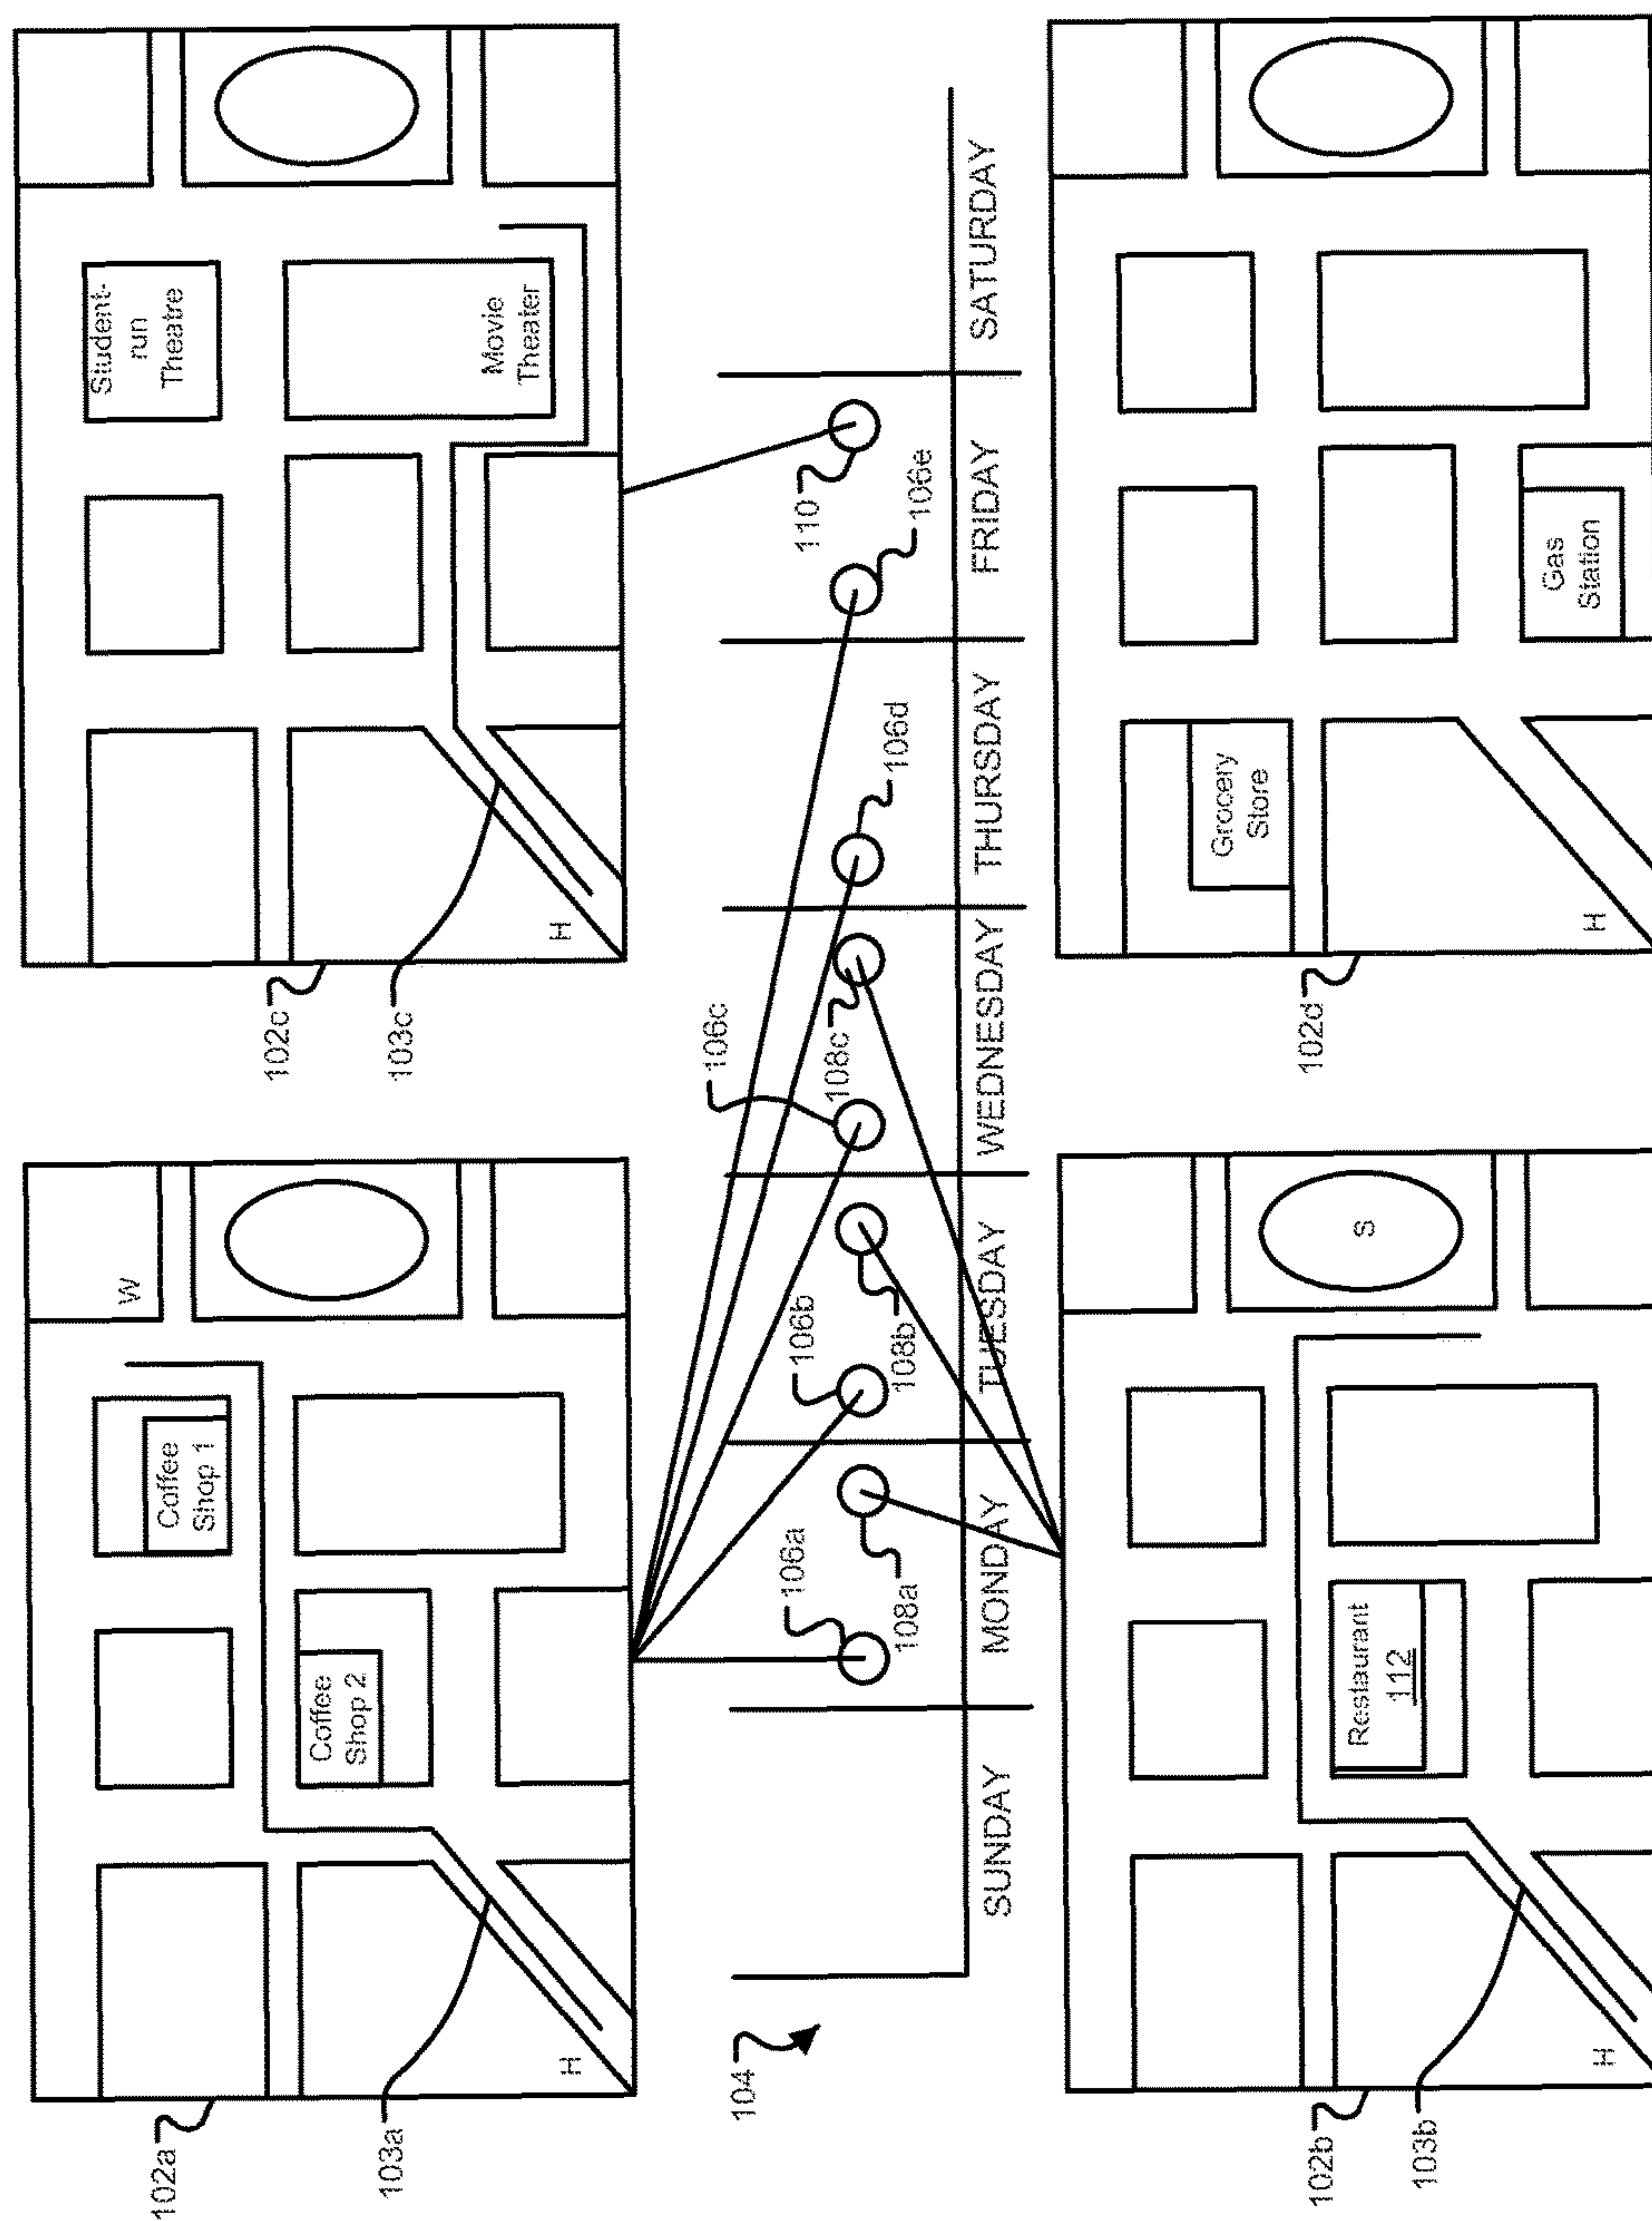 102a
103a
W
Coffee
Shop 1
Coffee
Shop 2
H
102c
103c
Student-
run
Theatre
Movie
Theater
H
104
106a
106b
106c
106d
106e
108a
108b
108c
110
SUNDAY
MONDAY
TUESDAY
WEDNESDAY
THURSDAY
FRIDAY
SATURDAY
102b
103b
S
Restaurant
112
H
102d
Grocery
Store
Gas
Station
H